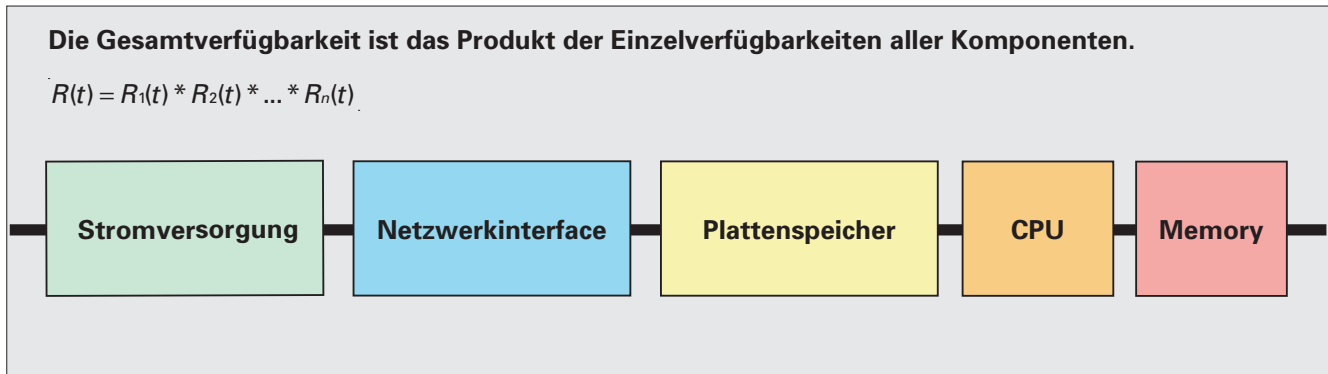 Die Gesamtverfügbarkeit ist das Produkt der Einzelverfügbarkeiten aller Komponenten.
R(t) = R1(t) * R2(t) * ... * Rn(t)
Stromversorgung Netzwerkinterface Plattenspeicher CPU Memory